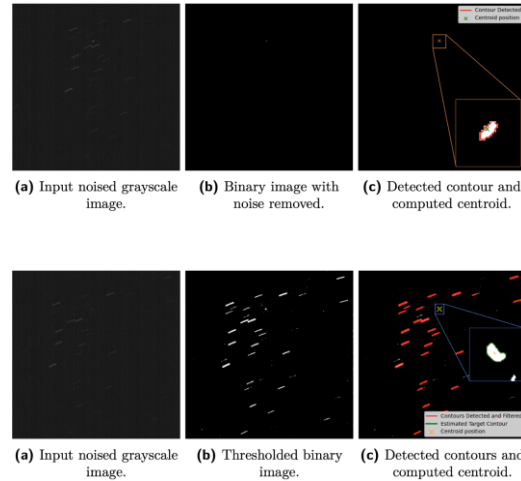 Contour Detected
Centroid position
(a) Input noised grayscale
image.
(b) Binary image with
noise removed.
(c) Detected contour and
computed centroid.
Contours Detected and Filtered
Estimated Target Contour
Centroid position
(a) Input noised grayscale
image.
(b) Thresholded binary
image.
(c) Detected contours and
computed centroid.